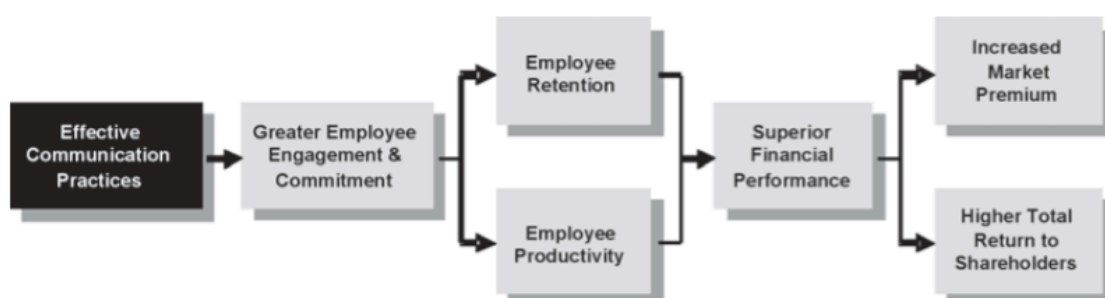 Effective
Communication
Practices
Greater Employee
Engagement &
Commitment
Employee
Retention
Employee
Productivity
Superior
Financial
Performance
Increased
Market
Premium
Higher Total
Return to
Shareholders